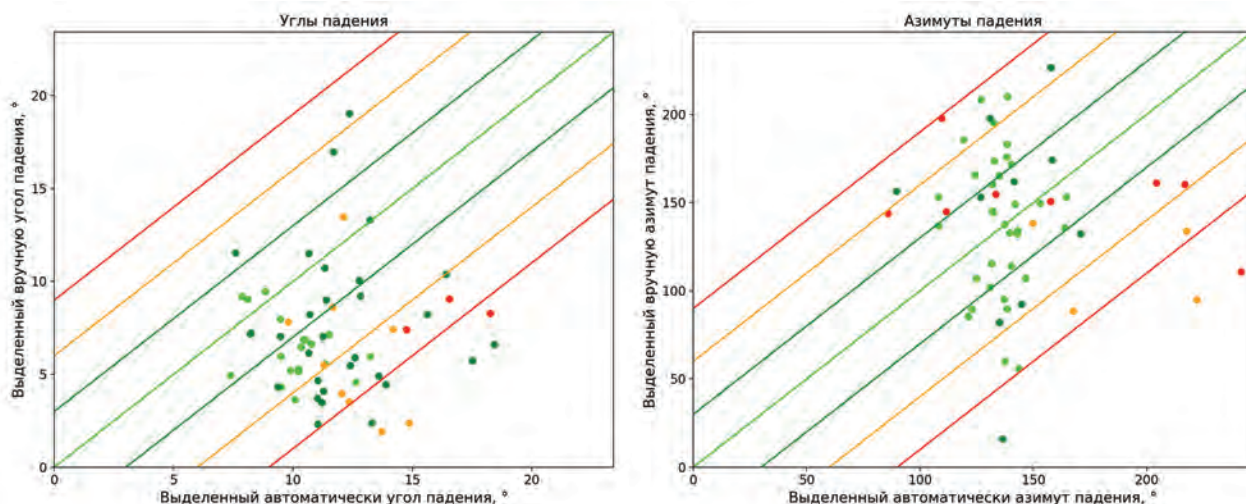 Углы падения
Выделенный вручную угол падения, °
20
15
10
5
0
0 5 10 15 20
Выделенный автоматически угол падения, °
Азимуты падения
Выделенный вручную азимут падения, °
200
150
100
50
0
0 50 100 150 200
Выделенный автоматически азимут падения, °